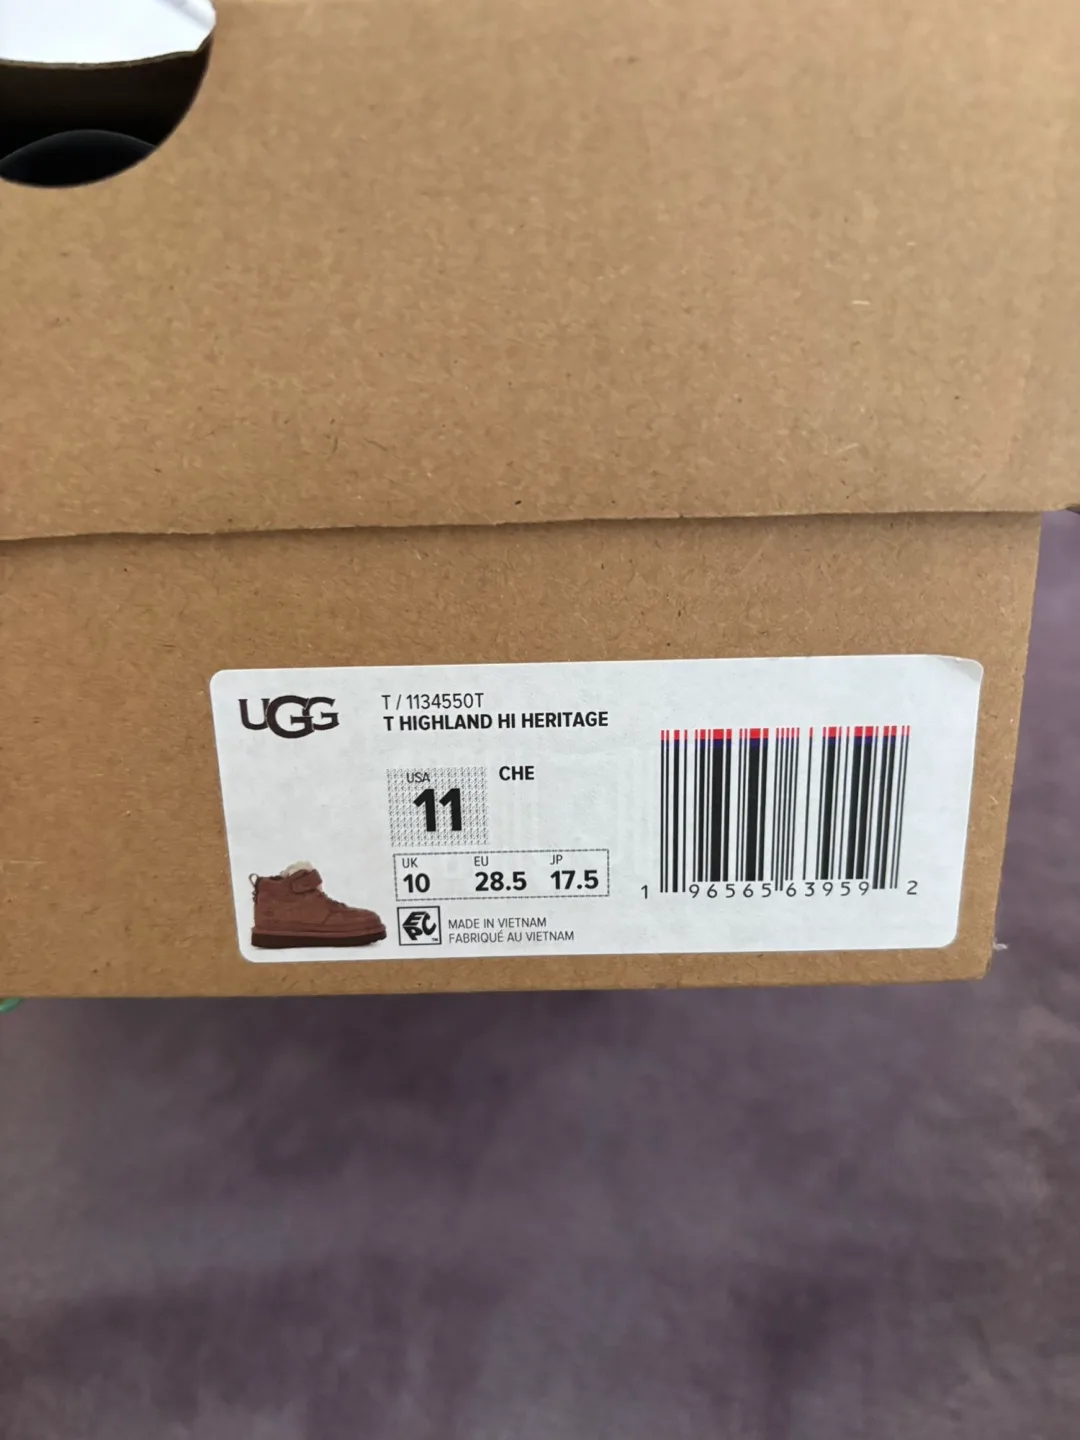 UGG
T / 1134550T
T HIGHLAND HI HERITAGE
USA
11
CHE
UK EU JP
10 28.5 17.5
EPC
MADE IN VIETNAM
FABRIQUÉ AU VIETNAM
1 96565 63959 2